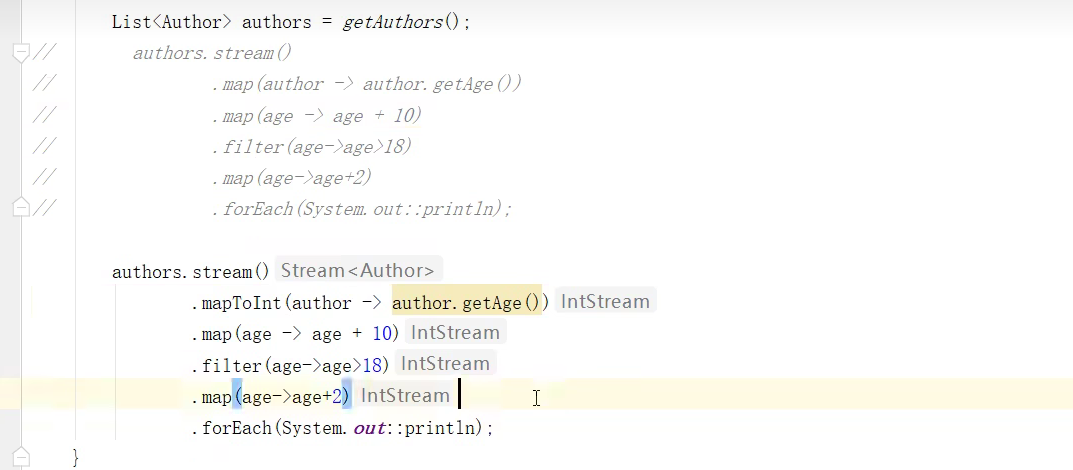 List<Author> authors = getAuthors();
// authors.stream()
// .map(author -> author.getAge())
// .map(age -> age + 10)
// .filter(age->age>18)
// .map(age->age+2)
// .forEach(System.out::println);
authors.stream() Stream<Author>
.mapToInt(author -> author.getAge()) IntStream
.map(age -> age + 10) IntStream
.filter(age->age>18) IntStream
.map(age->age+2) IntStream
.forEach(System.out::println);
}